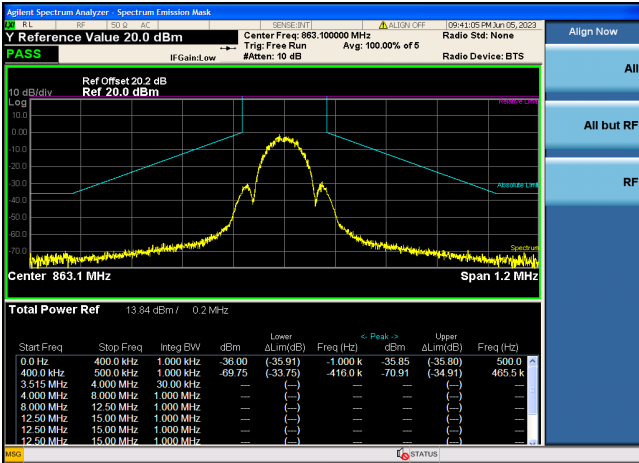 Agilent Spectrum Analyzer - Spectrum Emission Mask
RL RF 50 Ω AC SENSE:INT ALIGN OFF 09:41:05 PM Jun 05, 2023
Y Reference Value 20.0 dBm
Center Freq: 863.100000 MHz Radio Std: None
Trig: Free Run Avg: 100.00% of 5
PASS IFGain:Low #Atten: 10 dB Radio Device: BTS
Align Now
All
All but RF
RF
Ref Offset 20.2 dB
10 dB/div Ref 20.0 dBm
Log
Relative Limit
10.0
0.00
-10.0
-20.0
-30.0
Absolute Limit
-40.0
-50.0
-60.0
Spectrum
-70.0
Center 863.1 MHz Span 1.2 MHz
Total Power Ref 13.84 dBm / 0.2 MHz
Lower <- Peak -> Upper
Start Freq Stop Freq Integ BW dBm ΔLim(dB) Freq (Hz) dBm ΔLim(dB) Freq (Hz)
0.0 Hz 400.0 kHz 1.000 kHz -36.00 (-35.91) -1.000 k -35.85 (-35.80) 500.0
400.0 kHz 500.0 kHz 1.000 kHz -69.75 (-33.75) -416.0 k -70.91 (-34.91) 465.5 k
3.515 MHz 4.000 MHz 30.00 kHz --- (---) --- --- (---) ---
4.000 MHz 8.000 MHz 1.000 MHz --- (---) --- --- (---) ---
8.000 MHz 12.50 MHz 1.000 MHz --- (---) --- --- (---) ---
12.50 MHz 15.00 MHz 1.000 MHz --- (---) --- --- (---) ---
12.50 MHz 15.00 MHz 1.000 MHz --- (---) --- --- (---) ---
12.50 MHz 15.00 MHz 1.000 MHz --- (---) --- --- (---) ---
MSG STATUS